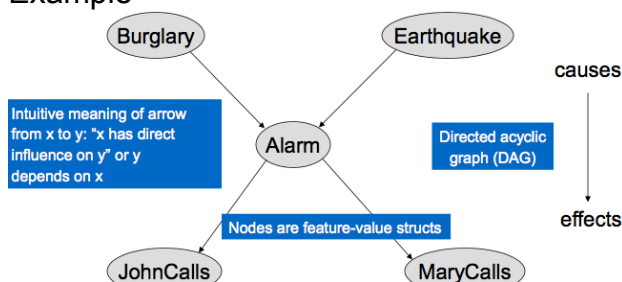 Example
Burglary
Earthquake
causes
Intuitive meaning of arrow
from x to y: "x has direct
influence on y" or y
depends on x
Alarm
Directed acyclic
graph (DAG)
Nodes are feature-value structs
effects
JohnCalls
MaryCalls